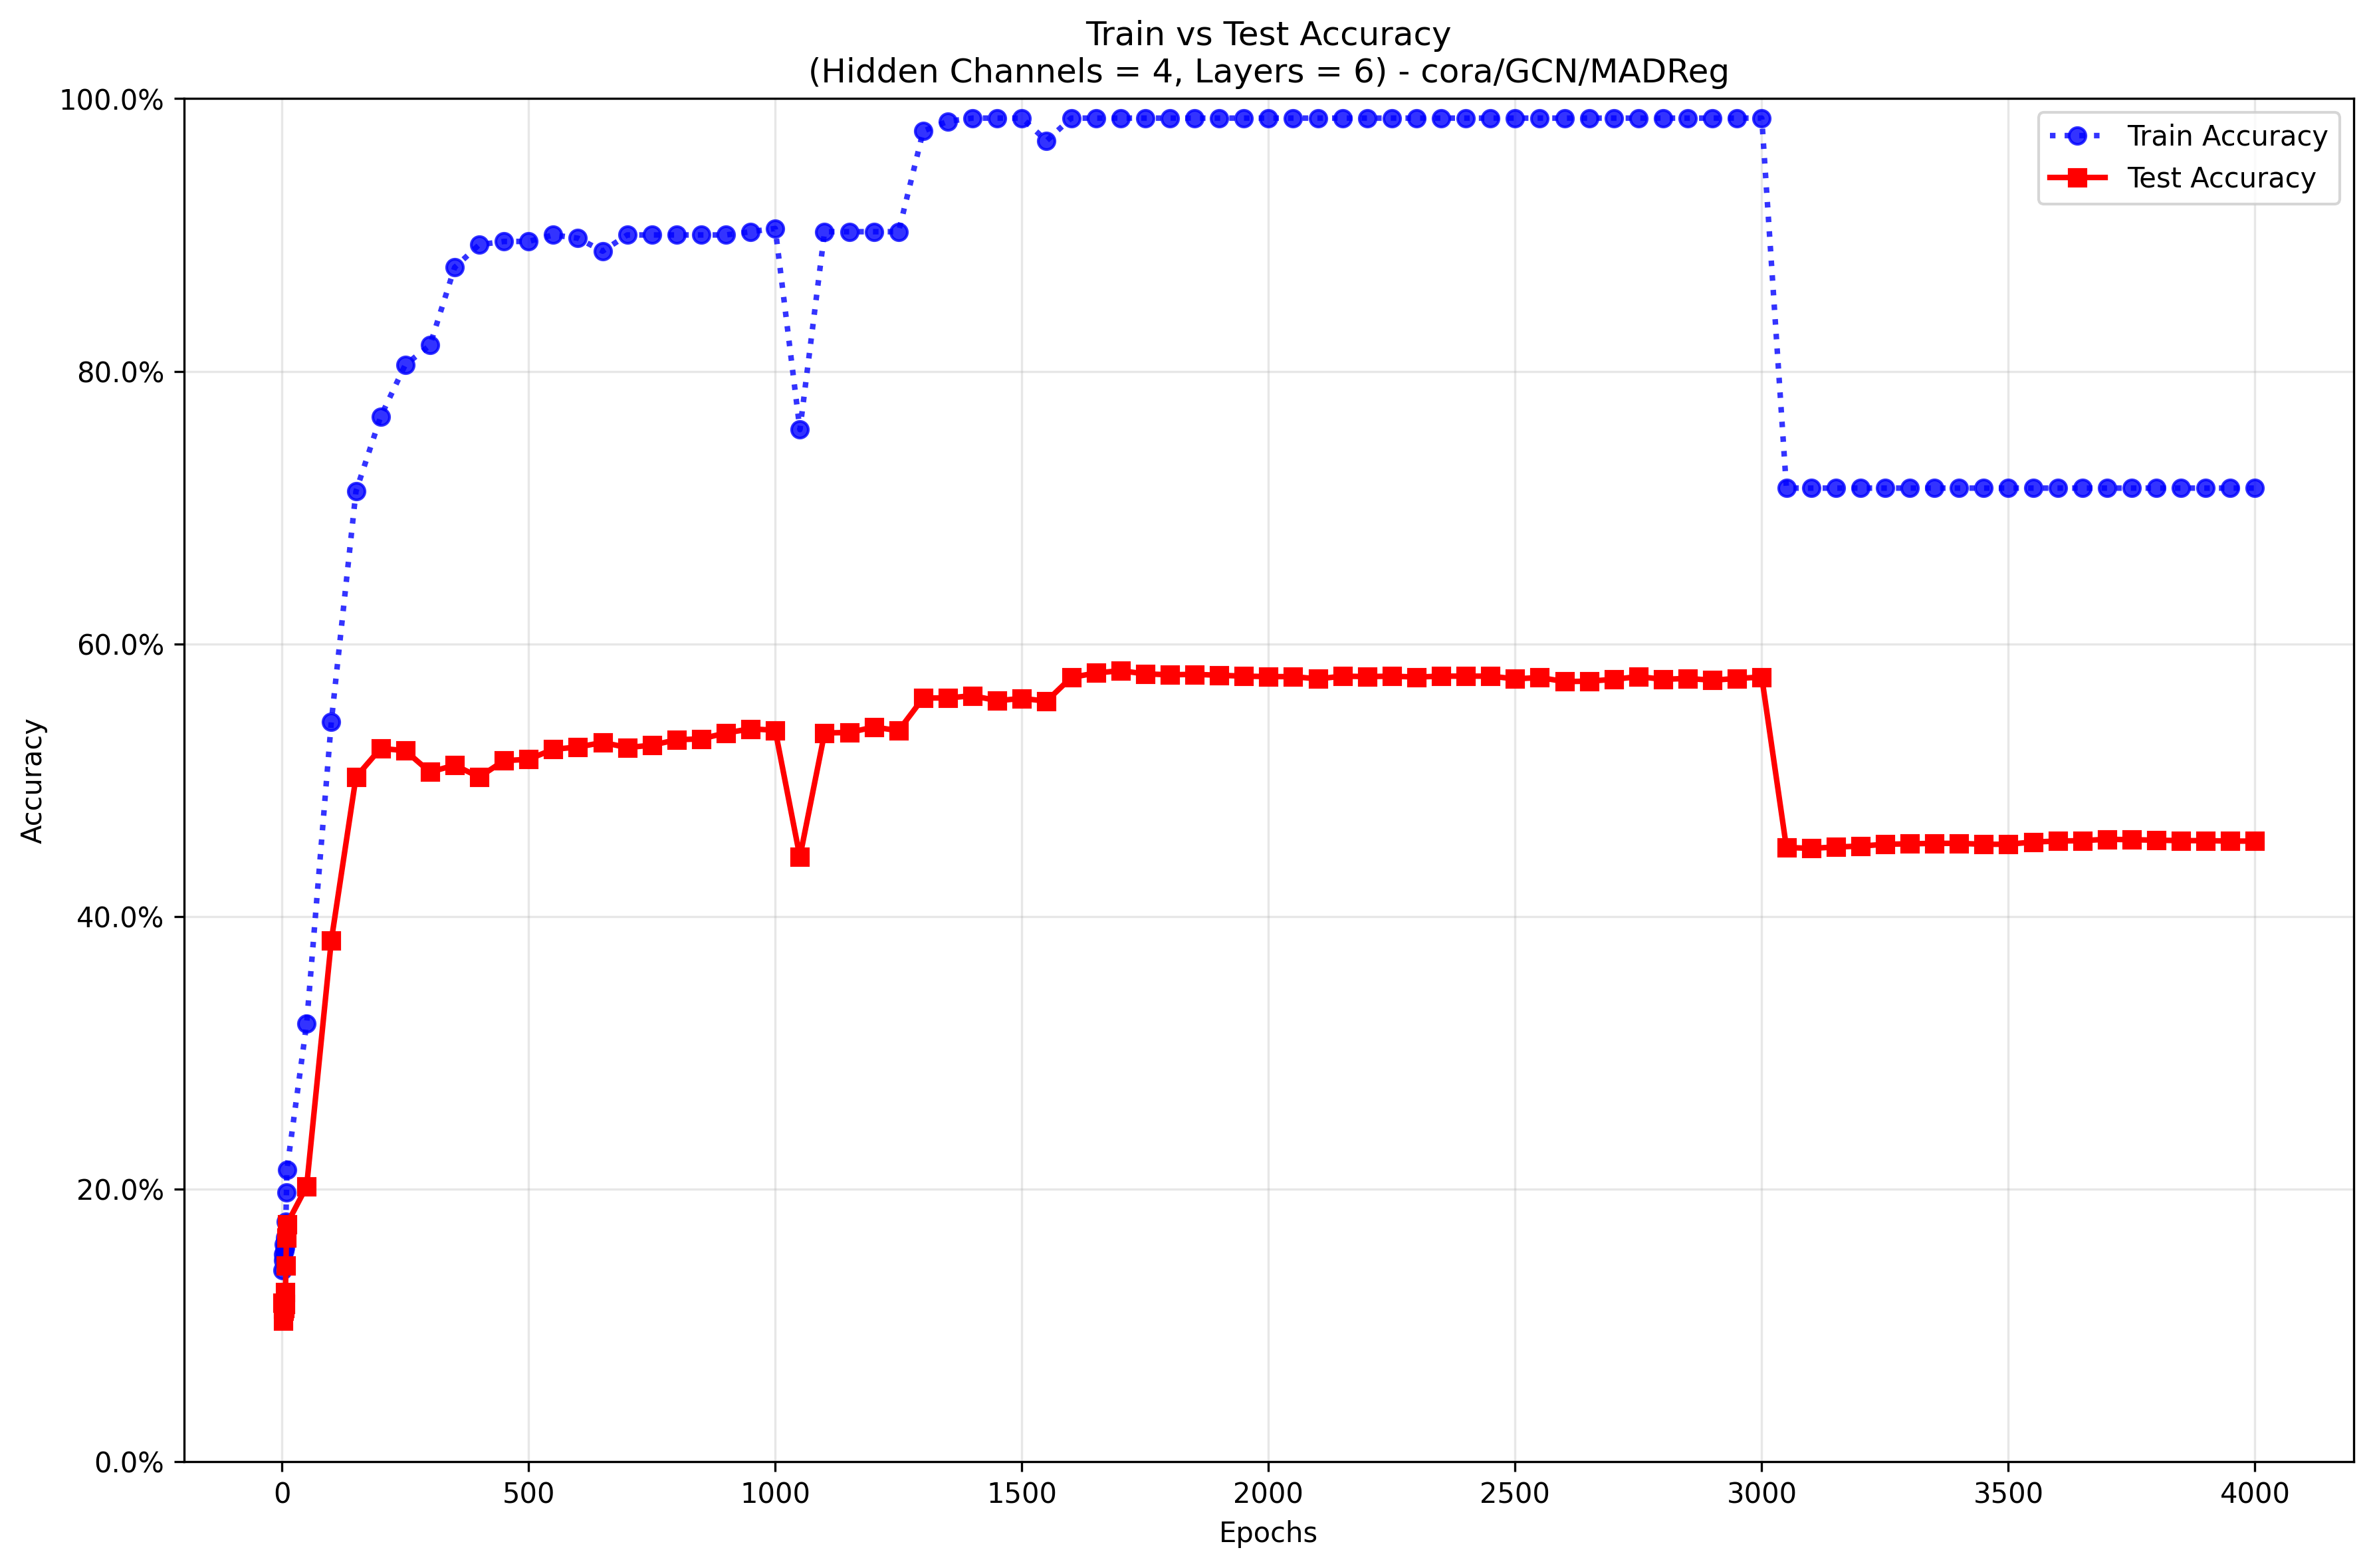 Train vs Test Accuracy
(Hidden Channels = 4, Layers = 6) - cora/GCN/MADReg
100.0%
80.0%
60.0%
40.0%
20.0%
0.0%
Accuracy
Train Accuracy
Test Accuracy
0 500 1000 1500 2000 2500 3000 3500 4000
Epochs